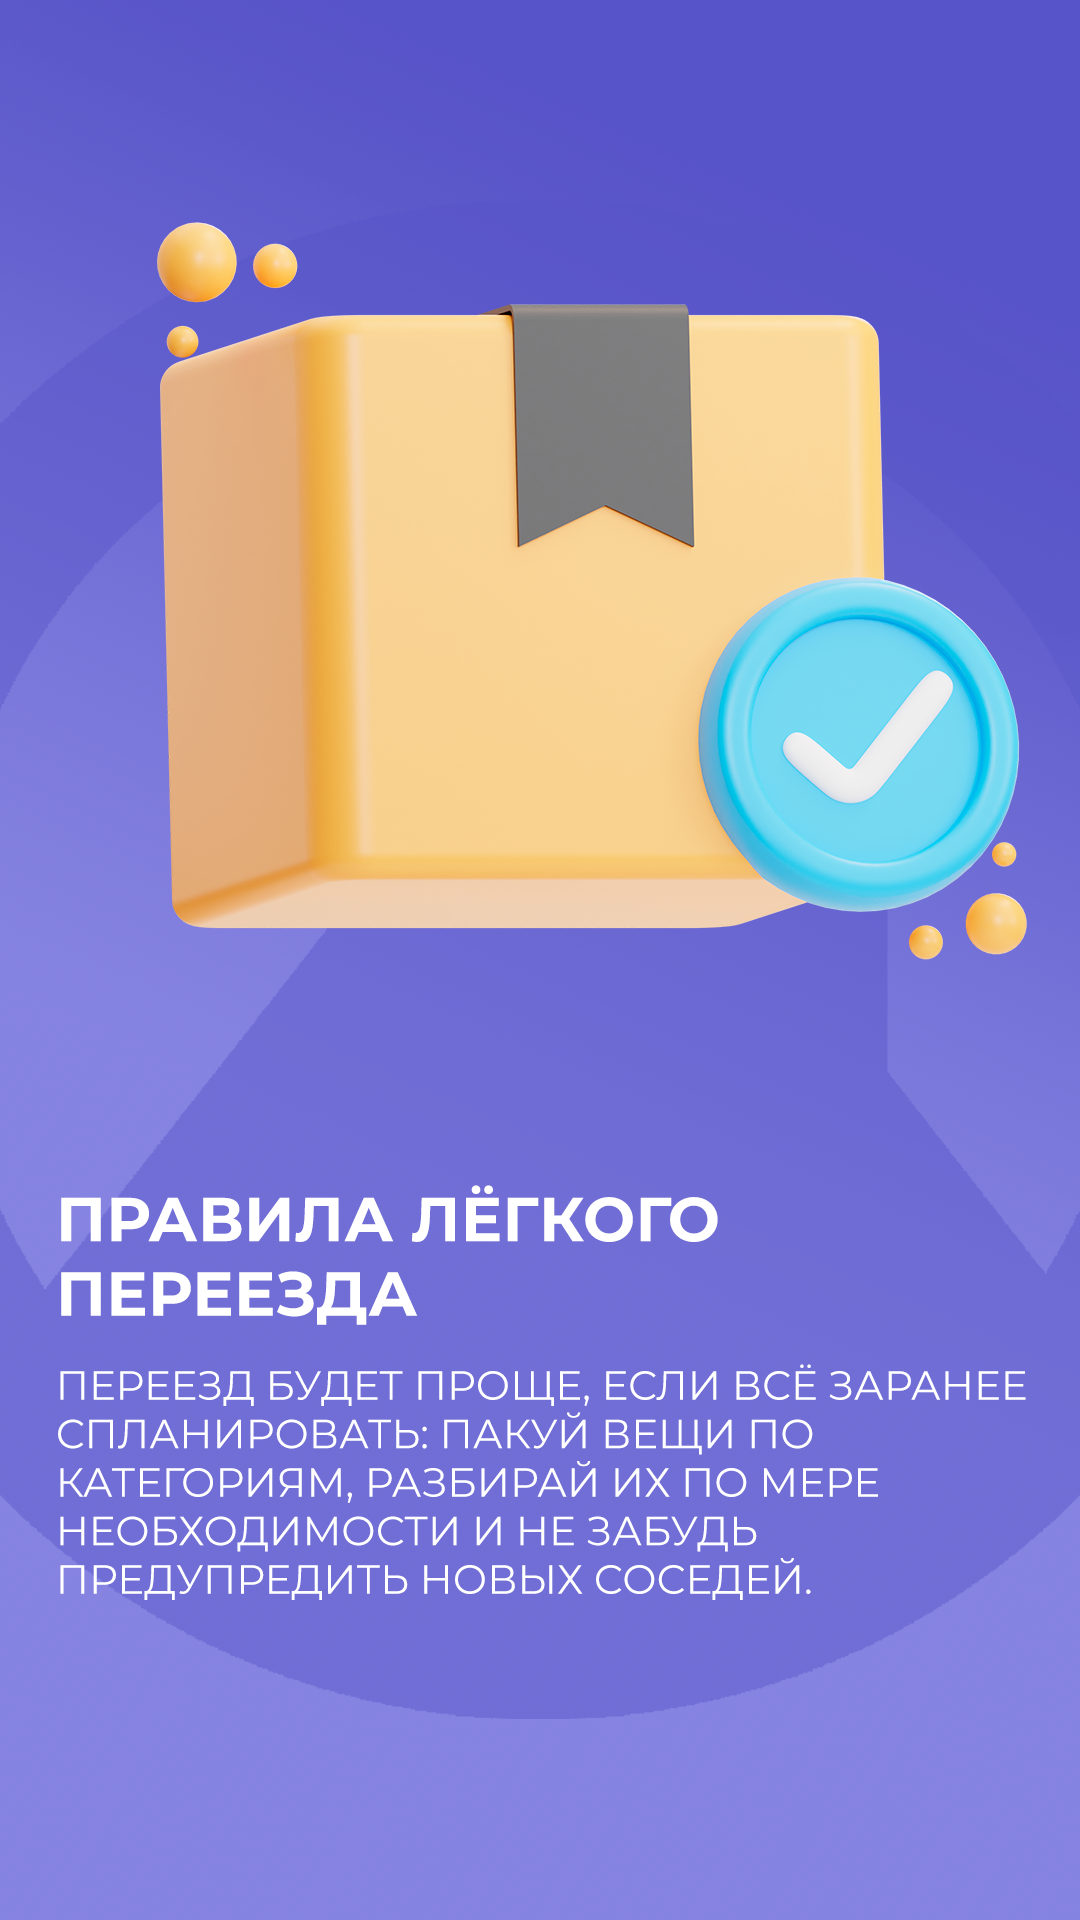 ПРАВИЛА ЛЁГКОГО
ПЕРЕЕЗДА
ПЕРЕЕЗД БУДЕТ ПРОЩЕ, ЕСЛИ ВСЁ ЗАРАНЕЕ
СПЛАНИРОВАТЬ: ПАКУЙ ВЕЩИ ПО
КАТЕГОРИЯМ, РАЗБИРАЙ ИХ ПО МЕРЕ
НЕОБХОДИМОСТИ И НЕ ЗАБУДЬ
ПРЕДУПРЕДИТЬ НОВЫХ СОСЕДЕЙ.